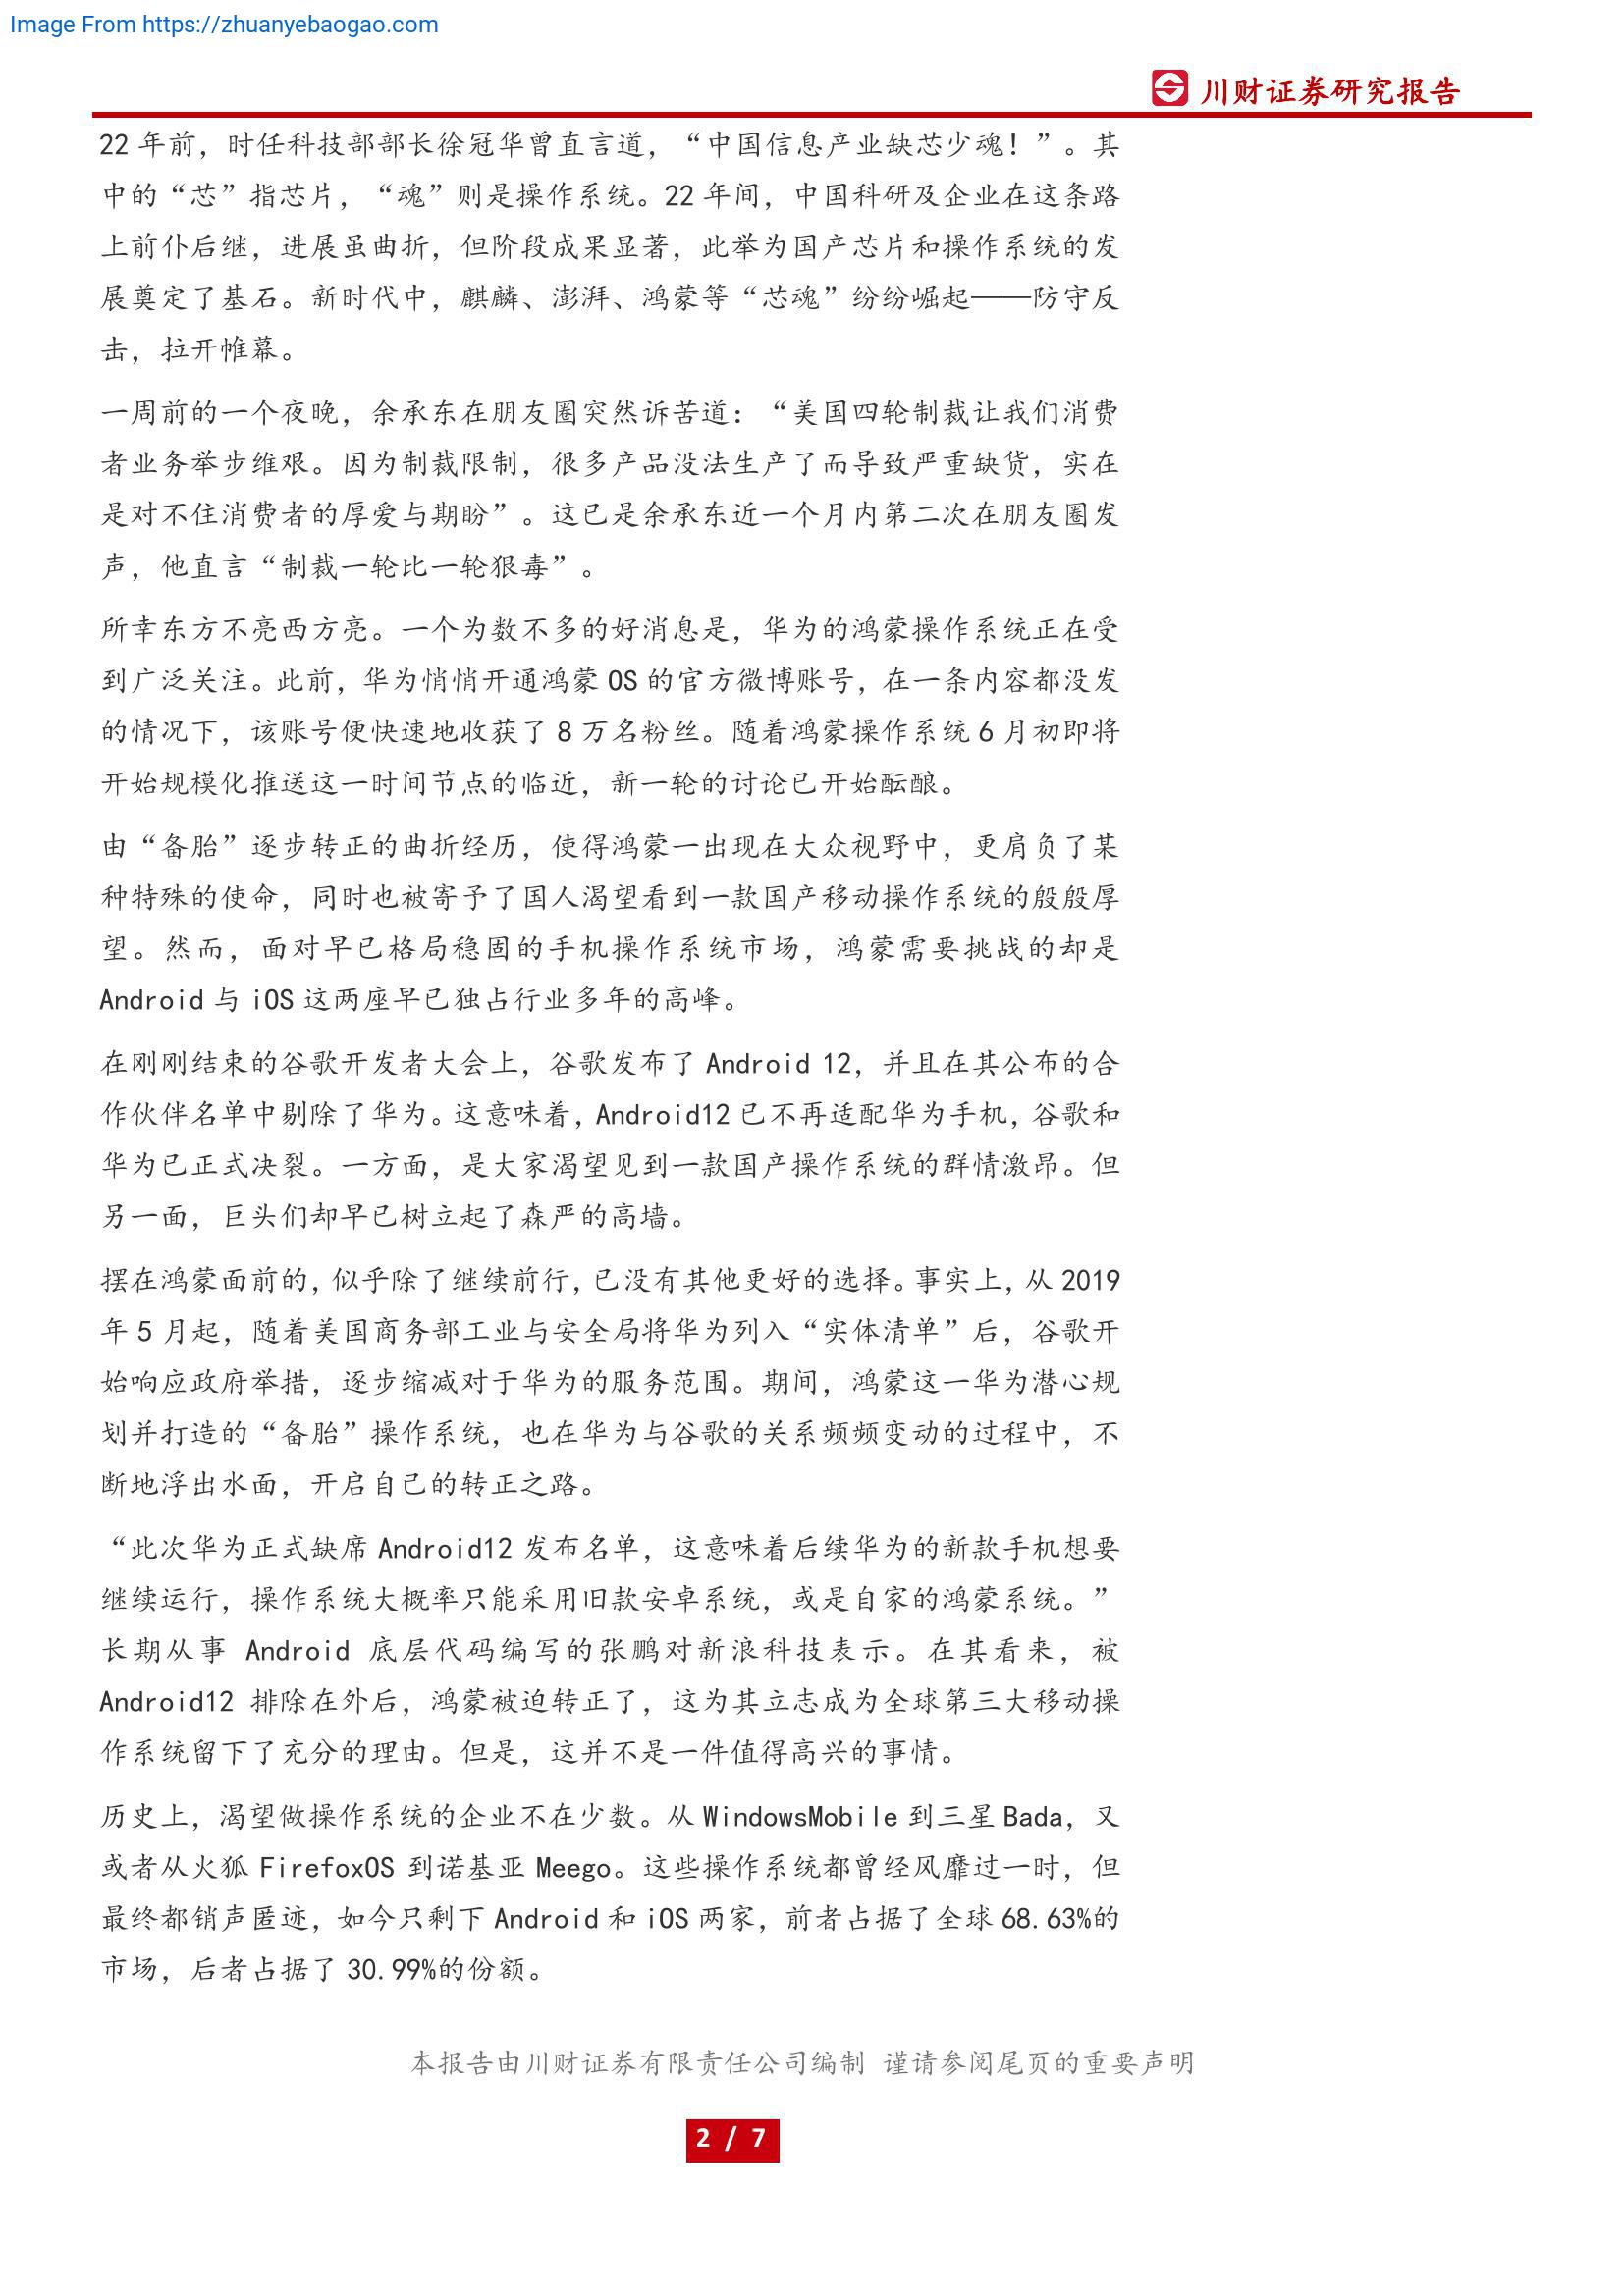 Image From https://zhuanyebaogao.com
川财证券研究报告
22 年前，时任科技部部长徐冠华曾直言道，“中国信息产业缺芯少魂！”。其
中的“芯”指芯片，“魂”则是操作系统。22 年间，中国科研及企业在这条路
上前仆后继，进展虽曲折，但阶段成果显著，此举为国产芯片和操作系统的发
展奠定了基石。新时代中，麒麟、澎湃、鸿蒙等“芯魂”纷纷崛起——防守反
击，拉开帷幕。
一周前的一个夜晚，余承东在朋友圈突然诉苦道：“美国四轮制裁让我们消费
者业务举步维艰。因为制裁限制，很多产品没法生产了而导致严重缺货，实在
是对不住消费者的厚爱与期盼”。这已是余承东近一个月内第二次在朋友圈发
声，他直言“制裁一轮比一轮狠毒”。
所幸东方不亮西方亮。一个为数不多的好消息是，华为的鸿蒙操作系统正在受
到广泛关注。此前，华为悄悄开通鸿蒙 OS 的官方微博账号，在一条内容都没发
的情况下，该账号便快速地收获了 8 万名粉丝。随着鸿蒙操作系统 6 月初即将
开始规模化推送这一时间节点的临近，新一轮的讨论已开始酝酿。
由“备胎”逐步转正的曲折经历，使得鸿蒙一出现在大众视野中，更肩负了某
种特殊的使命，同时也被寄予了国人渴望看到一款国产移动操作系统的殷殷厚
望。然而，面对早已格局稳固的手机操作系统市场，鸿蒙需要挑战的却是
Android 与 iOS 这两座早已独占行业多年的高峰。
在刚刚结束的谷歌开发者大会上，谷歌发布了 Android 12，并且在其公布的合
作伙伴名单中剔除了华为。这意味着，Android12 已不再适配华为手机，谷歌和
华为已正式决裂。一方面，是大家渴望见到一款国产操作系统的群情激昂。但
另一面，巨头们却早已树立起了森严的高墙。
摆在鸿蒙面前的，似乎除了继续前行，已没有其他更好的选择。事实上，从 2019
年 5 月起，随着美国商务部工业与安全局将华为列入“实体清单”后，谷歌开
始响应政府举措，逐步缩减对于华为的服务范围。期间，鸿蒙这一华为潜心规
划并打造的“备胎”操作系统，也在华为与谷歌的关系频频变动的过程中，不
断地浮出水面，开启自己的转正之路。
“此次华为正式缺席 Android12 发布名单，这意味着后续华为的新款手机想要
继续运行，操作系统大概率只能采用旧款安卓系统，或是自家的鸿蒙系统。”
长期从事 Android 底层代码编写的张鹏对新浪科技表示。在其看来，被
Android12 排除在外后，鸿蒙被迫转正了，这为其立志成为全球第三大移动操
作系统留下了充分的理由。但是，这并不是一件值得高兴的事情。
历史上，渴望做操作系统的企业不在少数。从 WindowsMobile 到三星 Bada，又
或者从火狐 FirefoxOS 到诺基亚 Meego。这些操作系统都曾经风靡过一时，但
最终都销声匿迹，如今只剩下 Android 和 iOS 两家，前者占据了全球 68.63%的
市场，后者占据了 30.99%的份额。
本报告由川财证券有限责任公司编制 谨请参阅尾页的重要声明
2 / 7